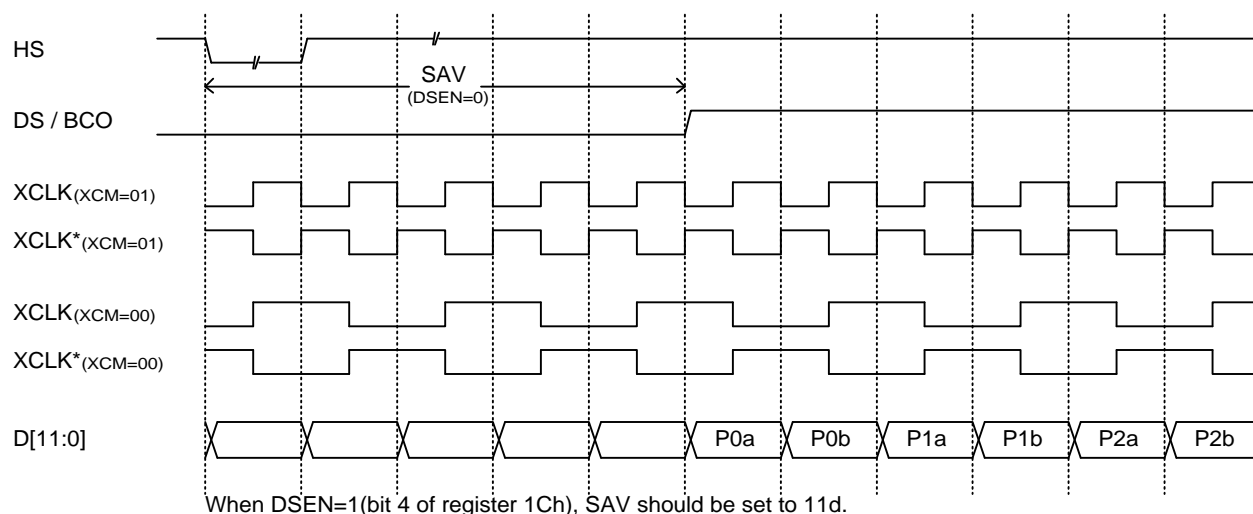 HS
SAV
(DSEN=0)
DS / BCO
XCLK(XCM=01)
XCLK*(XCM=01)
XCLK(XCM=00)
XCLK*(XCM=00)
D[11:0] P0a P0b P1a P1b P2a P2b
When DSEN=1(bit 4 of register 1Ch), SAV should be set to 11d.